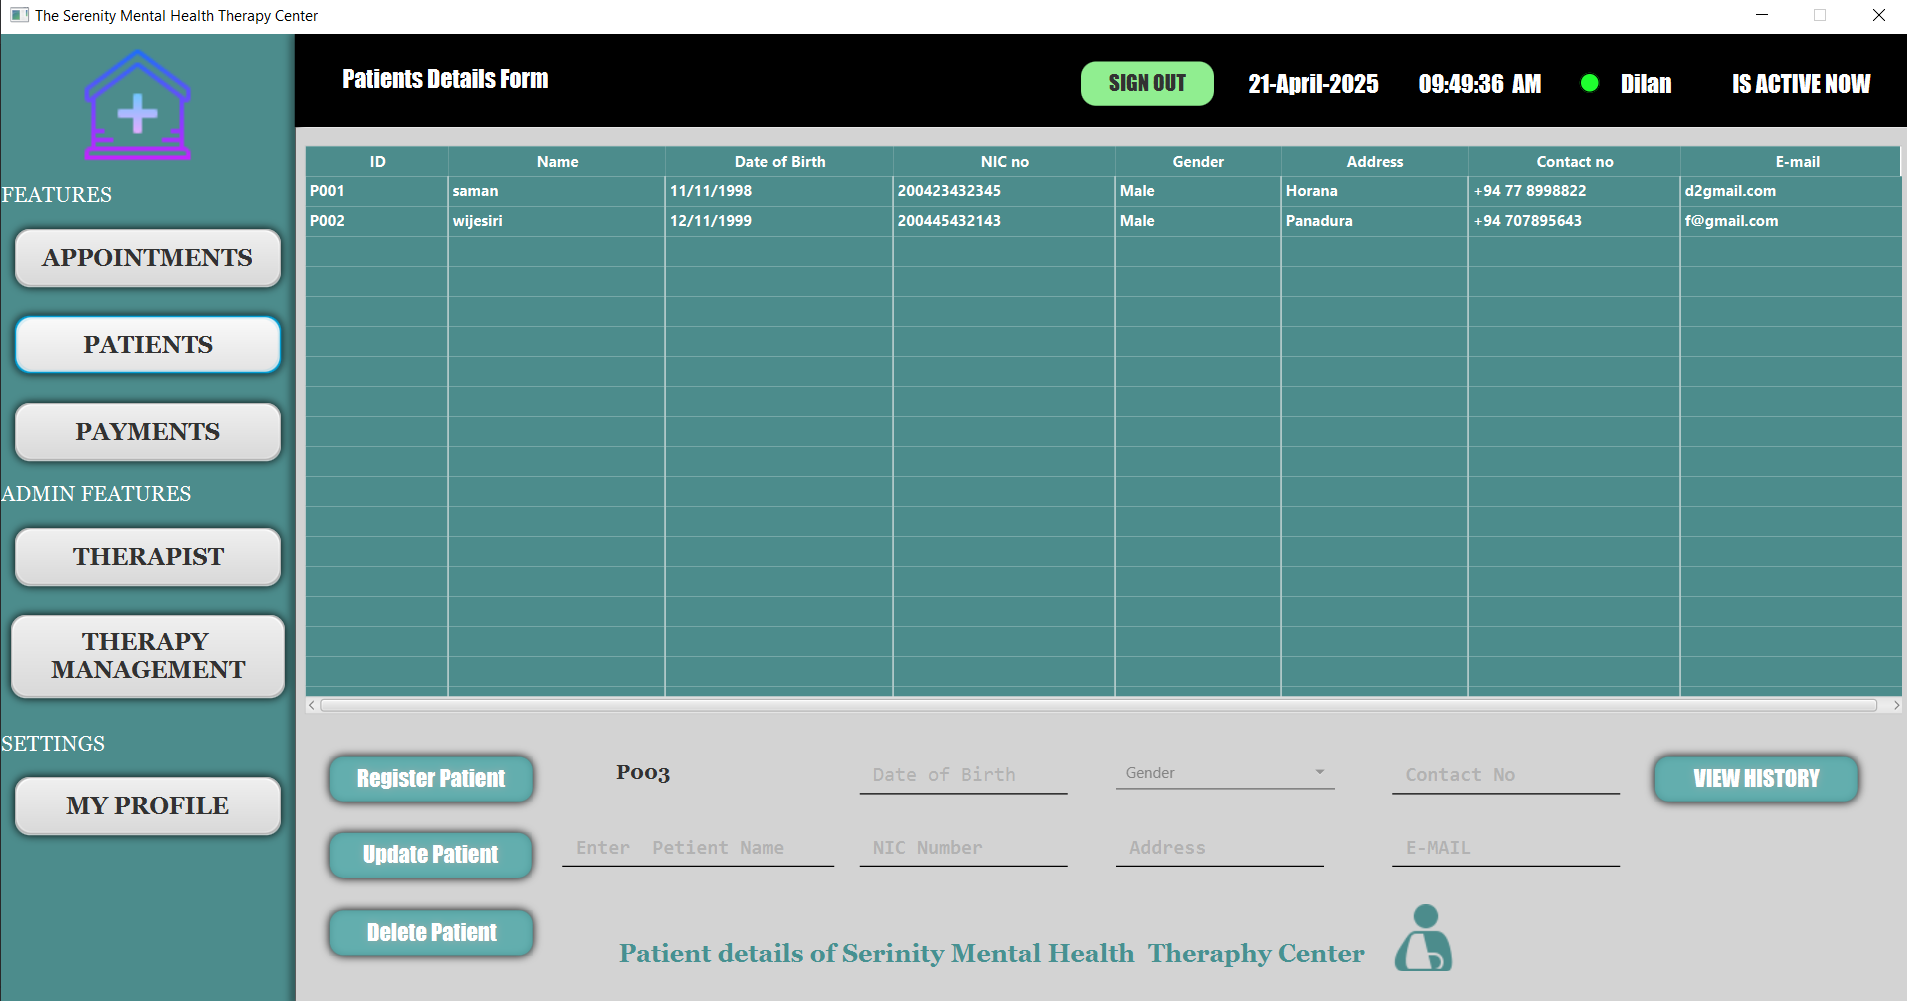 The Serenity Mental Health Therapy Center
Patients Details Form
SIGN OUT
21-April-2025
09:49:36 AM
Dilan
IS ACTIVE NOW
FEATURES
APPOINTMENTS
PATIENTS
PAYMENTS
ADMIN FEATURES
THERAPIST
THERAPY
MANAGEMENT
SETTINGS
MY PROFILE
ID Name Date of Birth NIC no Gender Address Contact no E-mail
P001 saman 11/11/1998 200423432345 Male Horana +94 77 8998822 d2gmail.com
P002 wijesiri 12/11/1999 200445432143 Male Panadura +94 707895643 f@gmail.com
Register Patient P003 Date of Birth Gender Contact No VIEW HISTORY
Update Patient Enter Petient Name NIC Number Address E-MAIL
Delete Patient
Patient details of Serinity Mental Health Theraphy Center